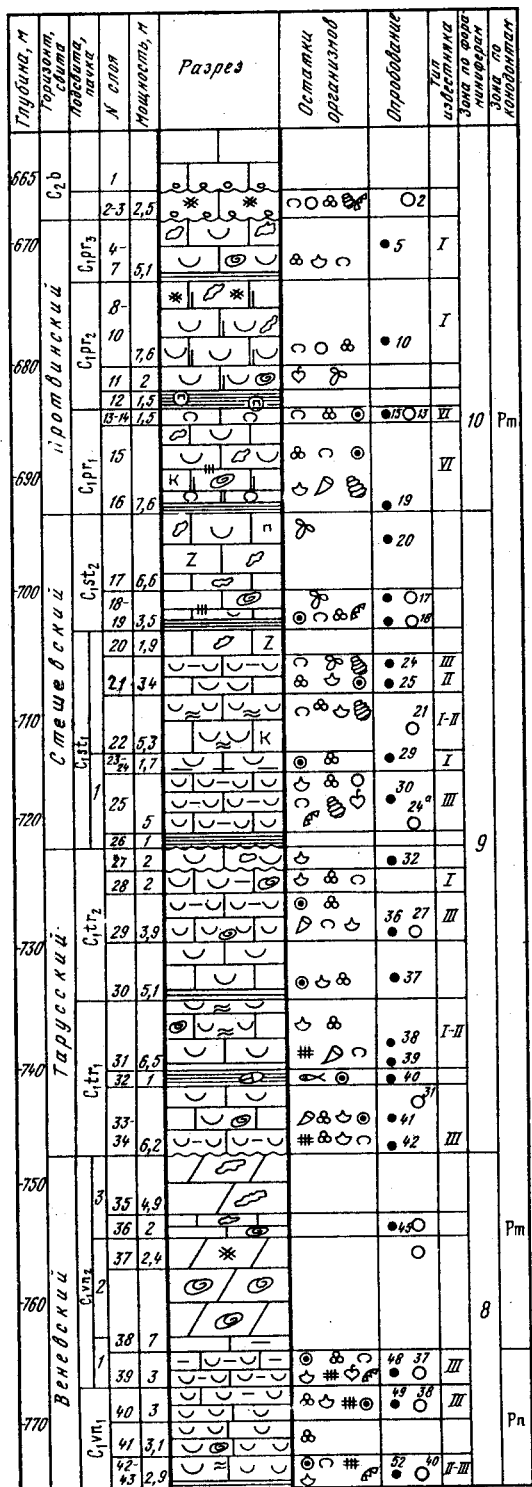 Глубина, м
Горизонт, свита
Подсвита, пачка
N слоя
Мощность, м
Разрез
Остатки организмов
Опробование
Тип известняка
Зона по фораминиферам
Зона по конодонтам
665
670
680
690
700
710
720
730
740
750
760
770
C₂b
Протвинский
Стешевский
Тарусский
Веневский
C₁pr₃
C₁pr₂
C₁pr₁
C₁st₂
C₁st₁
1
C₁tr₂
C₁tr₁
C₁vn₂
3
2
1
C₁vn₁
1
2-3 2,5 2
4-
7 5,1 5 I
8-
10 7,6 10 I
11 2
12 1,5 п п
13-14 1,5 13 13 VI
15 VI
К
16 7,6 19
п 20
Z
17 6,6
18- 17
19 3,5 18
20 1,9 Z
24 III
21 3,4 25 II
21 I-II
22 5,3 К
23-24 1,7 29 I
25 30 III
5 24ᵃ
26 1
27 2 32
28 2 I
29 3,9 36 27 III
30 5,1 37
38 I-II
31 6,5 39
32 1 40
31
33- 41
34 6,2 42 III
35 4,9
36 2 45
37 2,4
38 7
39 3 48 37 III
40 3 49 38 III
41 3,1
42- 52 40 II-III
43 2,9
10
9
8
Pm
Pm
Pn